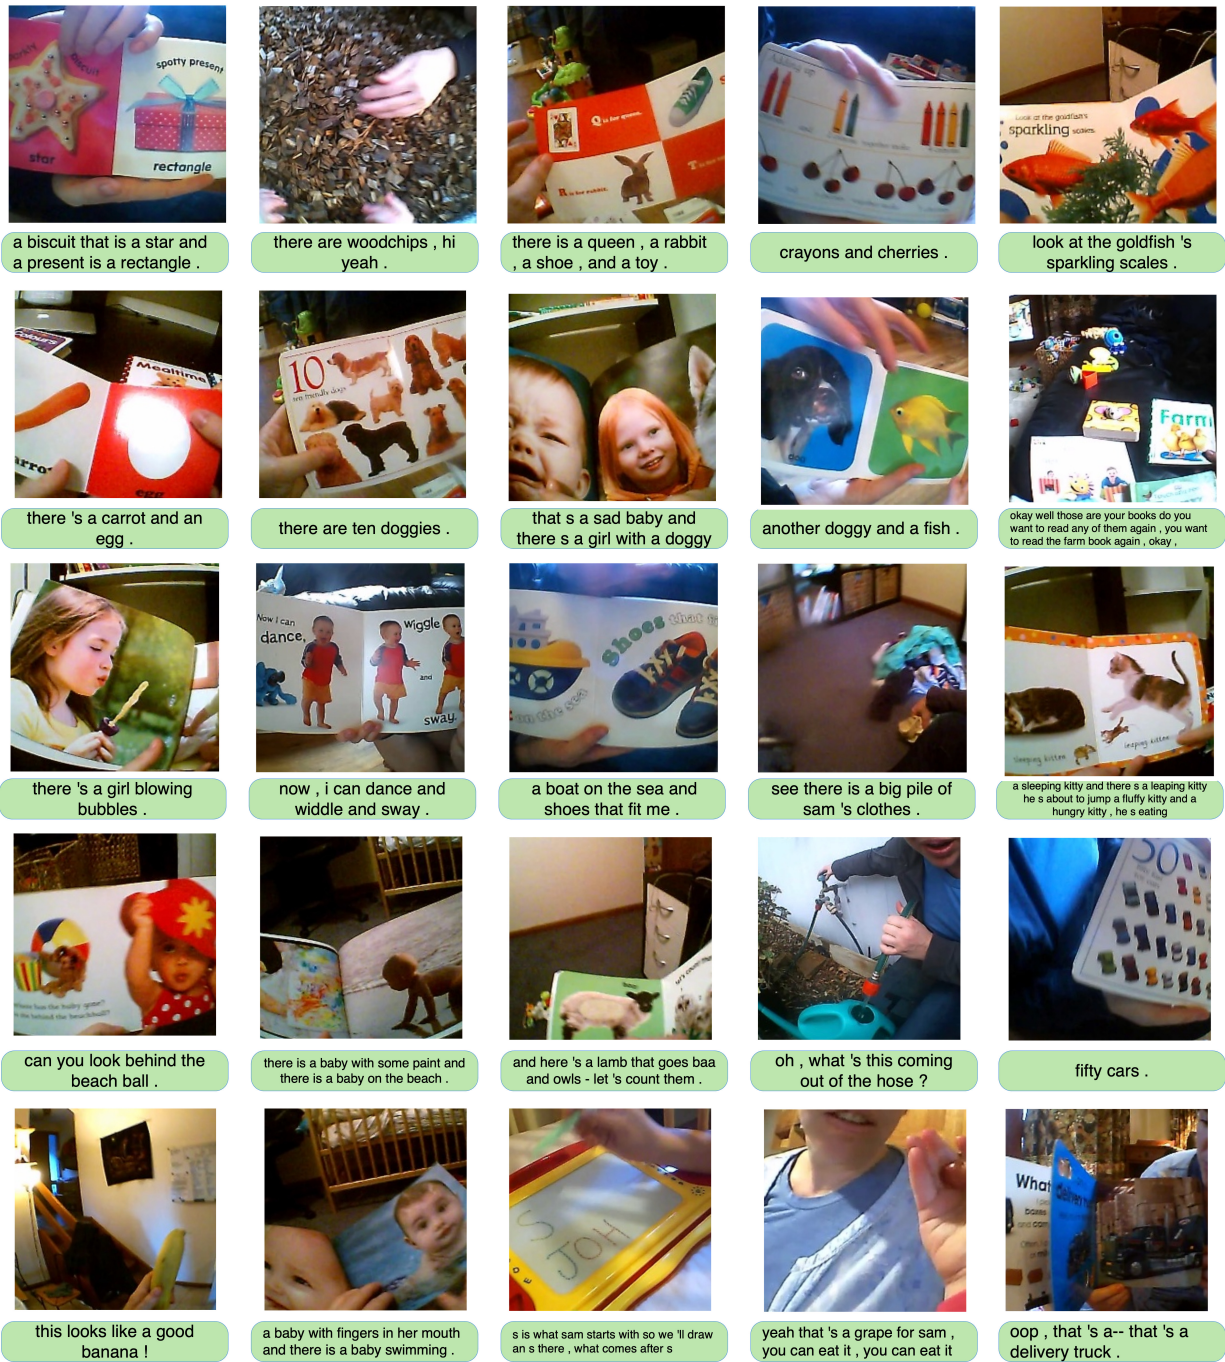 sparkly
biscuit
star
spotty present
rectangle
a biscuit that is a star and
a present is a rectangle .
there are woodchips , hi
yeah .
Q is for queen.
R is for rabbit.
there is a queen , a rabbit
, a shoe , and a toy .
Adding up
crayons and cherries .
Look at the goldfish's
sparkling scales.
look at the goldfish 's
sparkling scales .
Mealtime
egg
there 's a carrot and an
egg .
10
ten friendly dogs
there are ten doggies .
that s a sad baby and
there s a girl with a doggy
dog
another doggy and a fish .
Farm
okay well those are your books do you
want to read any of them again , you want
to read the farm book again , okay ,
there 's a girl blowing
bubbles .
Now I can
dance,
wiggle
and
sway.
now , i can dance and
widdle and sway .
on the sea
Shoes that fi
a boat on the sea and
shoes that fit me .
see there is a big pile of
sam 's clothes .
sleeping kitten
leaping kitten
a sleeping kitty and there s a leaping kitty
he s about to jump a fluffy kitty and a
hungry kitty , he s eating
can you look behind the
beach ball .
there is a baby with some paint and
there is a baby on the beach .
baa
and here 's a lamb that goes baa
and owls - let 's count them .
oh , what 's this coming
out of the hose ?
50
fifty cars .
this looks like a good
banana !
a baby with fingers in her mouth
and there is a baby swimming .
S
JOH
s is what sam starts with so we 'll draw
an s there , what comes after s
yeah that 's a grape for sam ,
you can eat it , you can eat it
What
boxes
and
oop , that 's a-- that 's a
delivery truck .